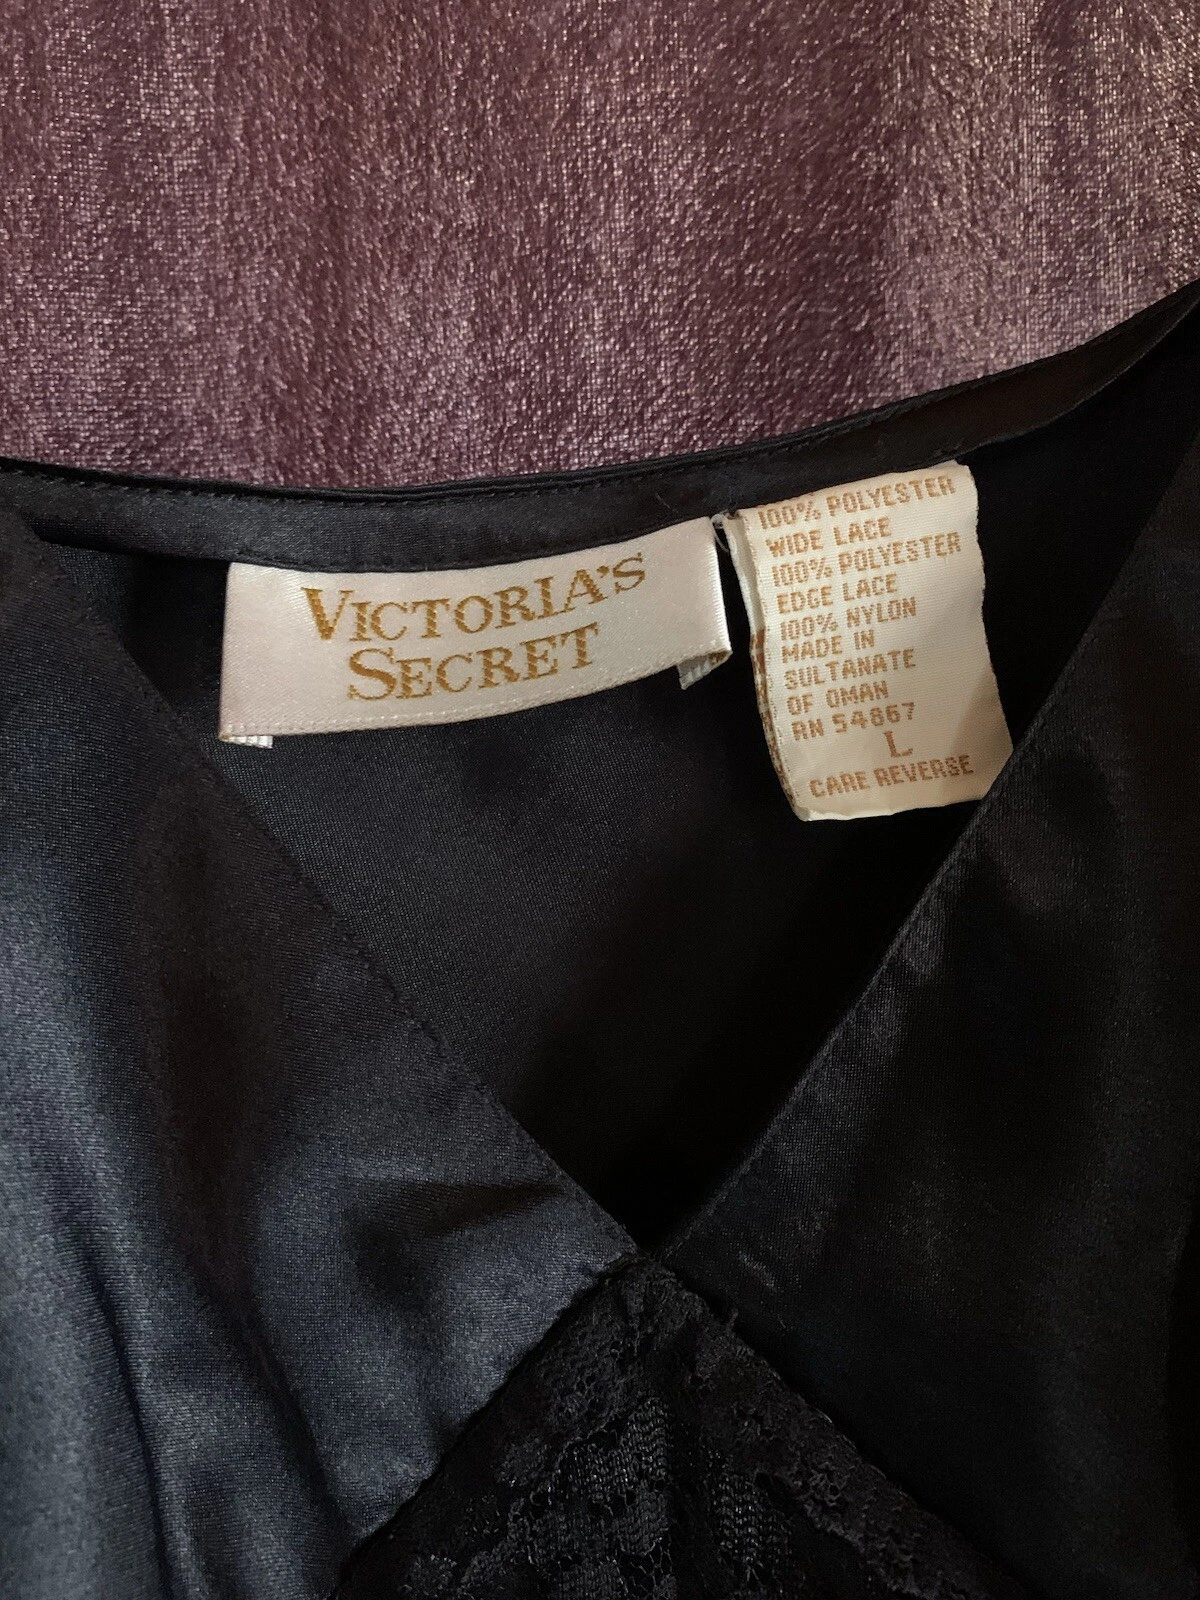 VICTORIA'S
SECRET
100% POLYESTER
WIDE LACE
100% POLYESTER
EDGE LACE
100% NYLON
MADE IN
SULTANATE
OF OMAN
RN 54867
L
CARE REVERSE